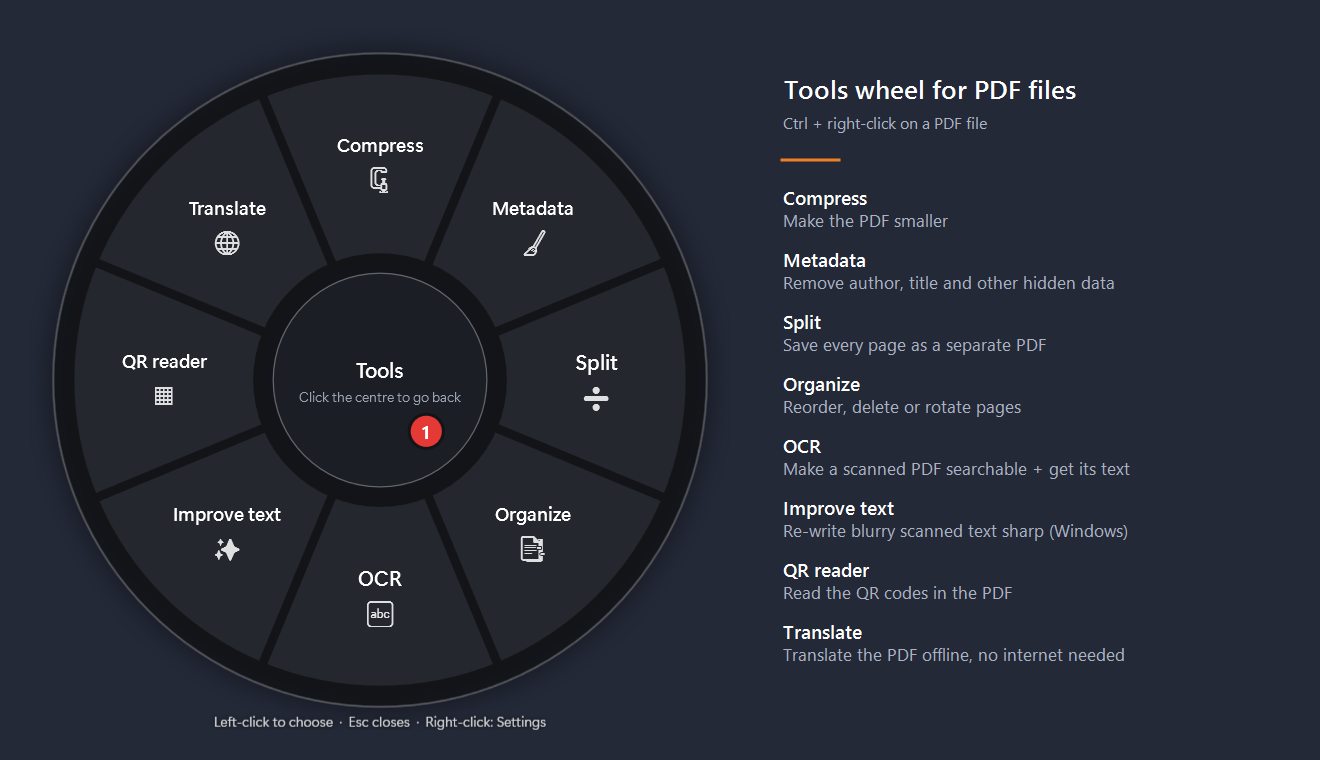 Compress
Translate
Metadata
QR reader
Split
Tools
Click the centre to go back
1
Improve text
Organize
OCR
abc
Left-click to choose · Esc closes · Right-click: Settings
Tools wheel for PDF files
Ctrl + right-click on a PDF file
Compress
Make the PDF smaller
Metadata
Remove author, title and other hidden data
Split
Save every page as a separate PDF
Organize
Reorder, delete or rotate pages
OCR
Make a scanned PDF searchable + get its text
Improve text
Re-write blurry scanned text sharp (Windows)
QR reader
Read the QR codes in the PDF
Translate
Translate the PDF offline, no internet needed